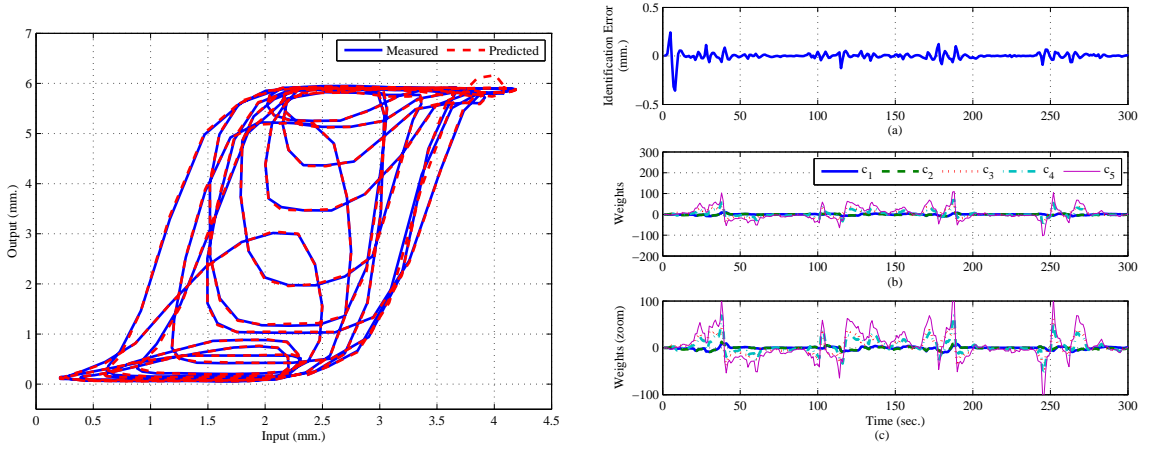 7
6
5
4
3
2
1
0
Output (mm.)
0 0.5 1 1.5 2 2.5 3 3.5 4 4.5
Input (mm.)
Measured Predicted
0.5
0
−0.5
Identification Error
(mm.)
0 50 100 150 200 250 300
(a)
300
200
100
0
−100
−200
Weights
c1 c2 c3 c4 c5
0 50 100 150 200 250 300
(b)
100
0
−100
Weights (zoom)
0 50 100 150 200 250 300
Time (sec.)
(c)